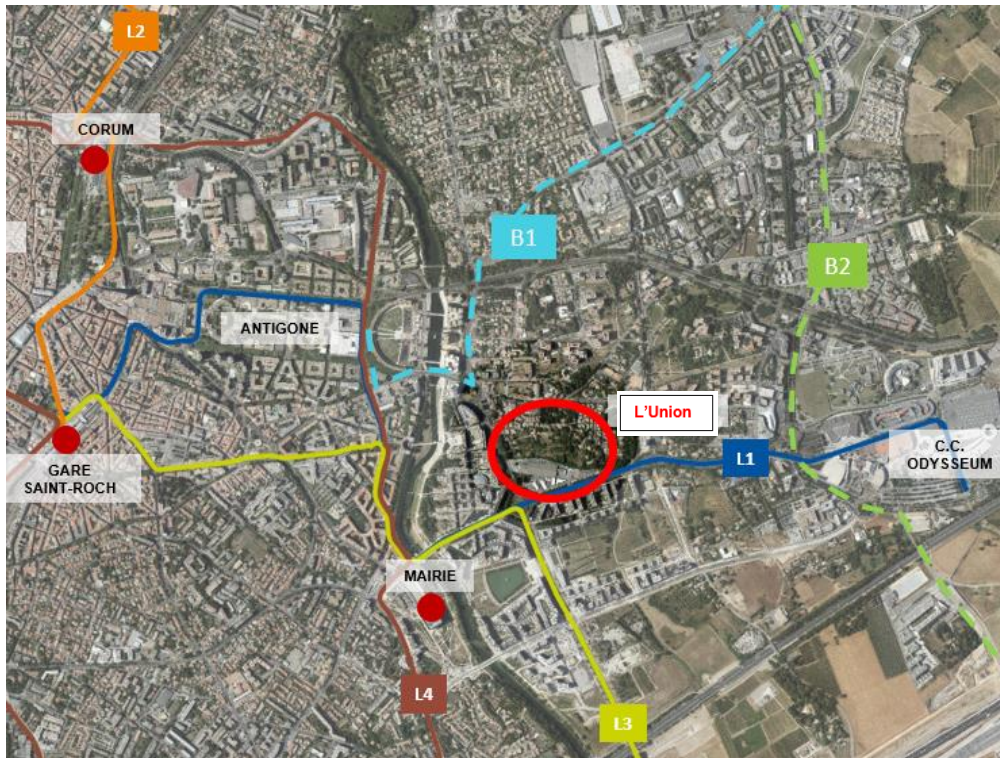 L2
CORUM
B1
B2
ANTIGONE
L'Union
GARE
SAINT-ROCH
L1
C.C.
ODYSSEUM
MAIRIE
L4
L3